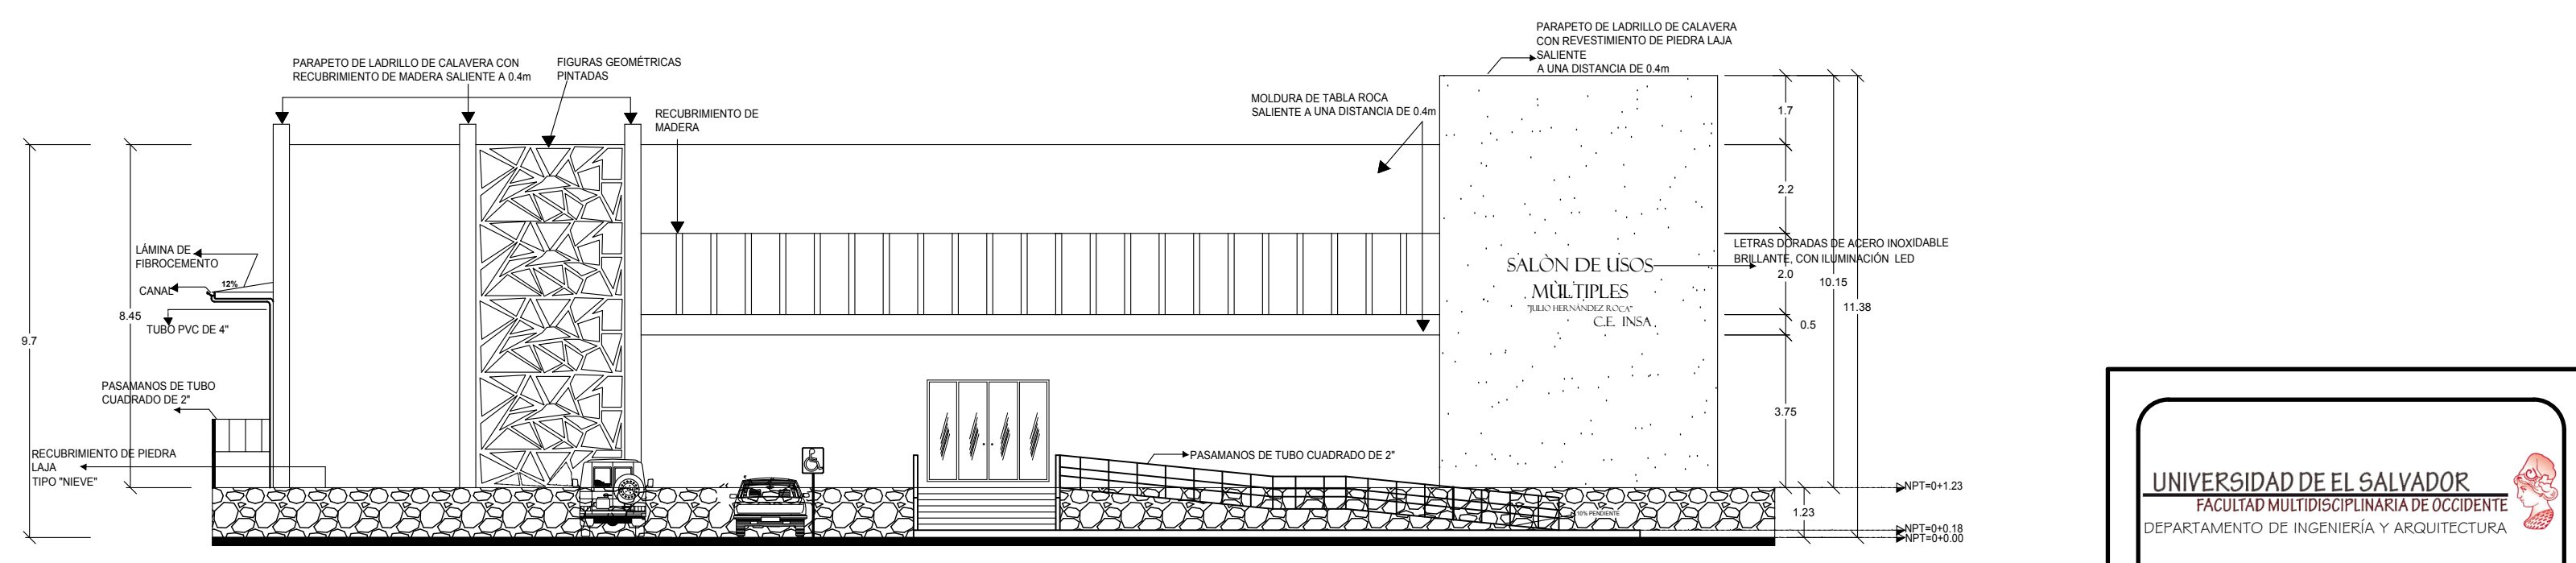 PARAPETO DE LADRILLO DE CALAVERA CON
RECUBRIMIENTO DE MADERA SALIENTE A 0.4m
FIGURAS GEOMÉTRICAS
PINTADAS
RECUBRIMIENTO DE
MADERA
MOLDURA DE TABLA ROCA
SALIENTE A UNA DISTANCIA DE 0.4m
PARAPETO DE LADRILLO DE CALAVERA
CON REVESTIMIENTO DE PIEDRA LAJA
SALIENTE
A UNA DISTANCIA DE 0.4m
LÁMINA DE
FIBROCEMENTO
12%
CANAL
TUBO PVC DE 4"
8.45
9.7
PASAMANOS DE TUBO
CUADRADO DE 2"
RECUBRIMIENTO DE PIEDRA
LAJA
TIPO "NIEVE"
SALÒN DE USOS
MÙLTIPLES
"JULIO HERNÁNDEZ ROCA"
C.E. INSA
LETRAS DORADAS DE ACERO INOXIDABLE
BRILLANTE, CON ILUMINACIÓN LED
1.7
2.2
2.0
10.15
11.38
0.5
3.75
1.23
PASAMANOS DE TUBO CUADRADO DE 2"
10% PENDIENTE
NPT=0+1.23
NPT=0+0.18
NPT=0+0.00
UNIVERSIDAD DE EL SALVADOR
FACULTAD MULTIDISCIPLINARIA DE OCCIDENTE
DEPARTAMENTO DE INGENIERÍA Y ARQUITECTURA